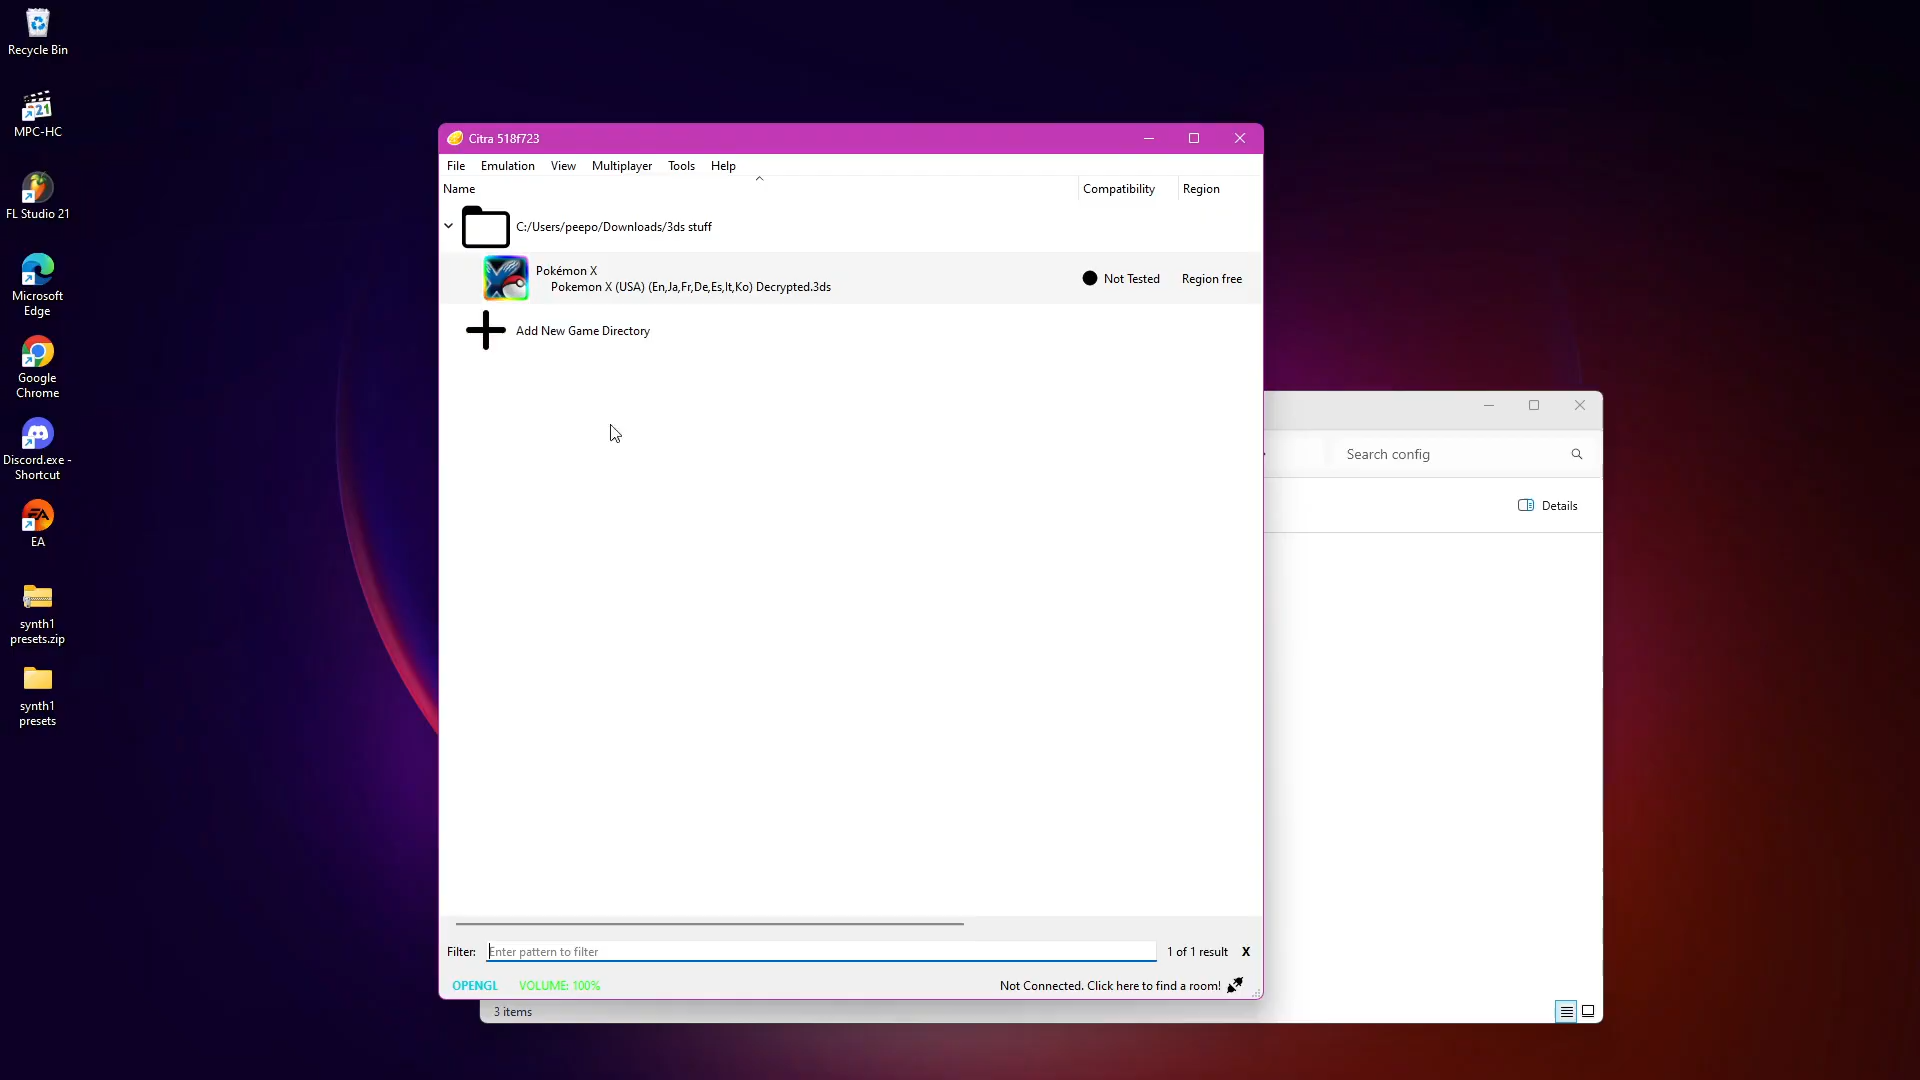 Recycle Bin
MPC-HC
FL Studio 21
Microsoft
Edge
Google
Chrome
Discord.exe -
Shortcut
EA
synth1
presets.zip
synth1
presets
Citra 518f723
File Emulation View Multiplayer Tools Help
Name Compatibility Region
C:/Users/peepo/Downloads/3ds stuff
Pokémon X
Pokemon X (USA) (En,Ja,Fr,De,Es,It,Ko) Decrypted.3ds
Not Tested Region free
Add New Game Directory
Filter: Enter pattern to filter 1 of 1 result X
OPENGL VOLUME: 100% Not Connected. Click here to find a room!
Search config
Details
3 items